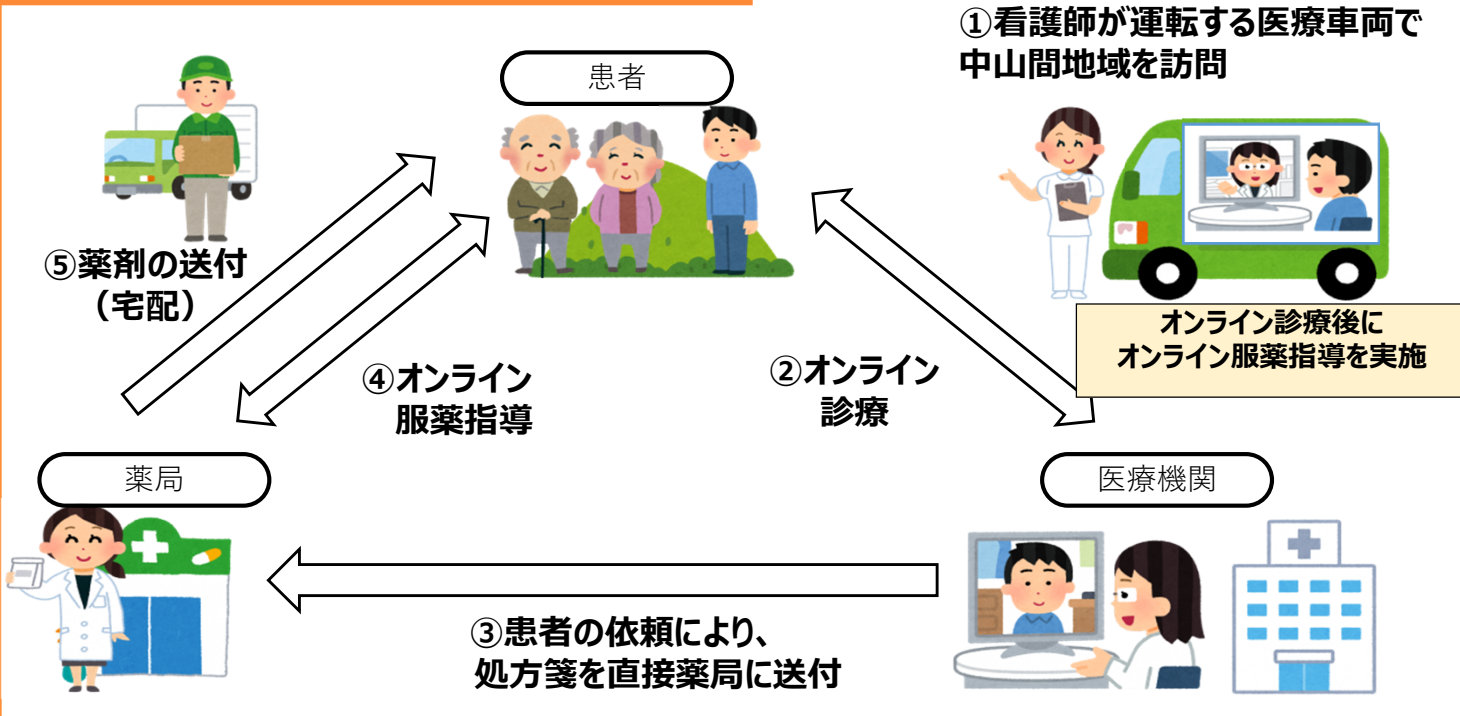 ①看護師が運転する医療車両で
中山間地域を訪問
患者
オンライン診療後に
オンライン服薬指導を実施
⑤薬剤の送付
（宅配）
④オンライン
服薬指導
②オンライン
診療
薬局
医療機関
③患者の依頼により、
処方箋を直接薬局に送付